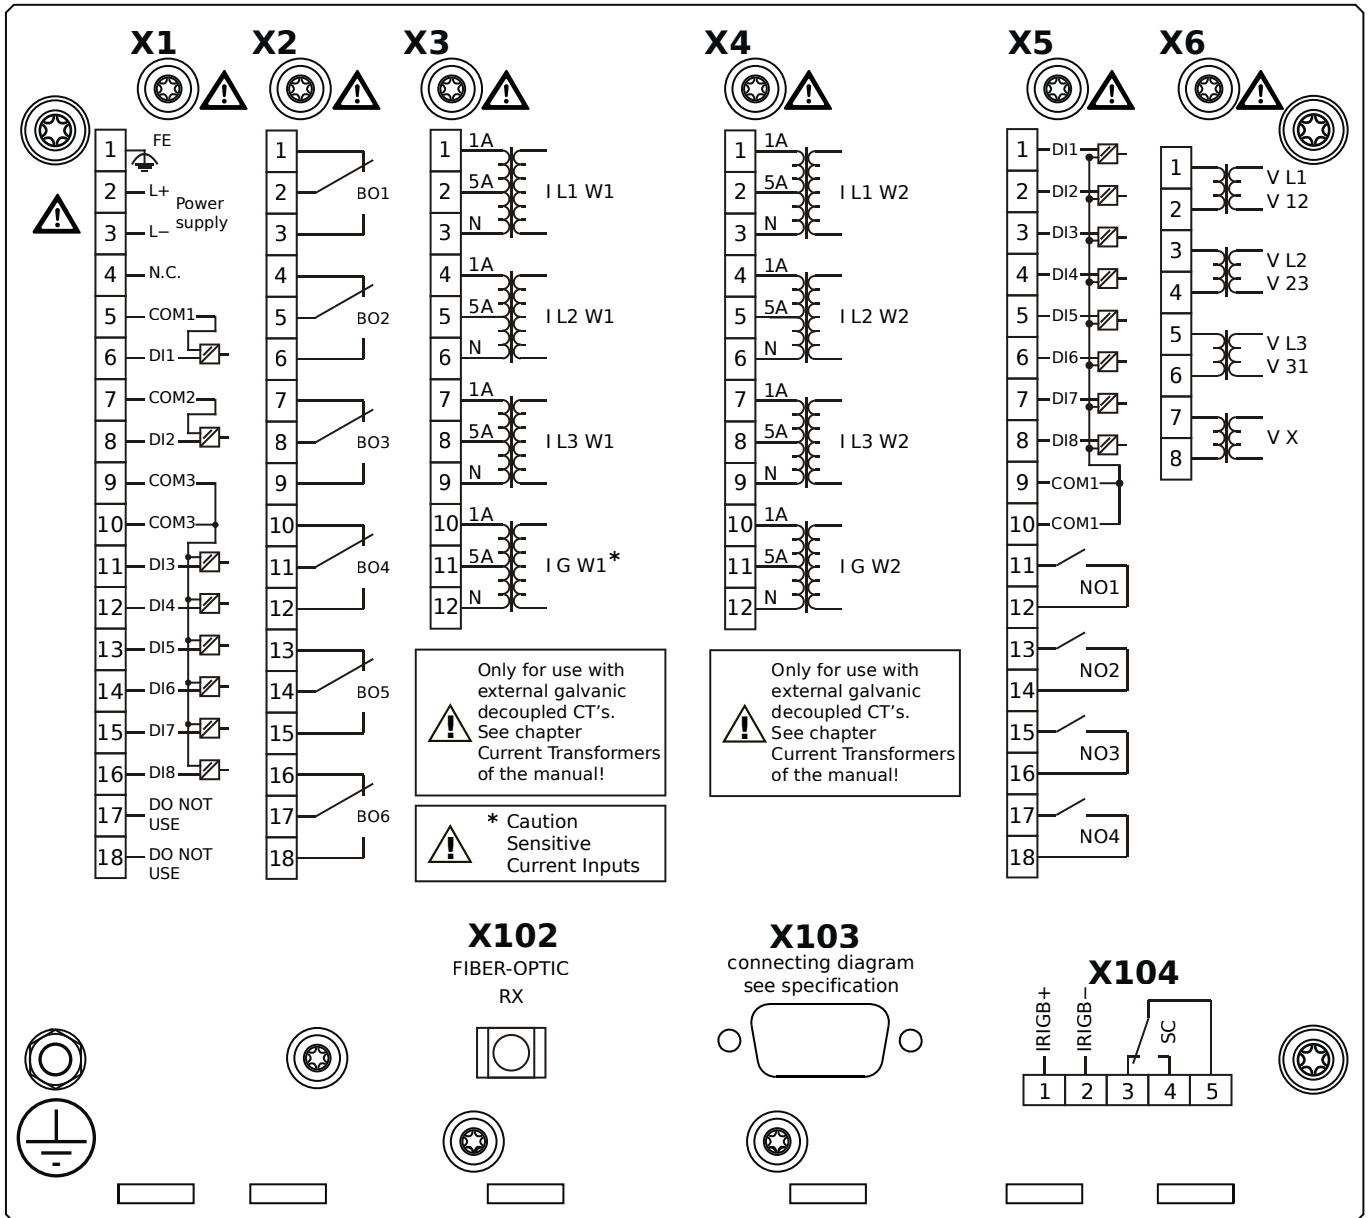 X1 X2 X3 X4 X5 X6
1 FE
2 L+ Power
3 L− supply
4 N.C.
5 COM1
6 DI1
7 COM2
8 DI2
9 COM3
10 COM3
11 DI3
12 DI4
13 DI5
14 DI6
15 DI7
16 DI8
17 DO NOT
USE
18 DO NOT
USE
1
2 BO1
3
4
5 BO2
6
7
8 BO3
9
10
11 BO4
12
13
14 BO5
15
16
17 BO6
18
1 1A
2 5A I L1 W1
3 N
4 1A
5 5A I L2 W1
6 N
7 1A
8 5A I L3 W1
9 N
10 1A
11 5A I G W1*
12 N
Only for use with
external galvanic
decoupled CT's.
See chapter
Current Transformers
of the manual!
* Caution
Sensitive
Current Inputs
1 1A
2 5A I L1 W2
3 N
4 1A
5 5A I L2 W2
6 N
7 1A
8 5A I L3 W2
9 N
10 1A
11 5A I G W2
12 N
Only for use with
external galvanic
decoupled CT's.
See chapter
Current Transformers
of the manual!
1 DI1
2 DI2
3 DI3
4 DI4
5 DI5
6 DI6
7 DI7
8 DI8
9 COM1
10 COM1
11
NO1
12
13
NO2
14
15
NO3
16
17
NO4
18
1 V L1
2 V 12
3 V L2
4 V 23
5 V L3
6 V 31
7
V X
8
X102
FIBER-OPTIC
RX
X103
connecting diagram
see specification
X104
IRIGB+
IRIGB−
SC
1 2 3 4 5